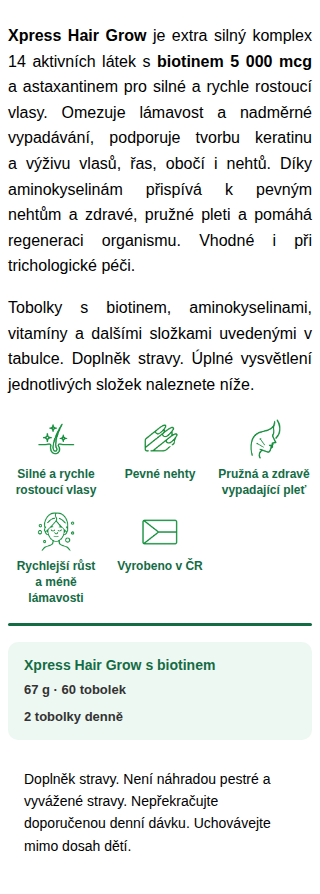 Xpress Hair Grow je extra silný komplex
14 aktivních látek s biotinem 5 000 mcg
a astaxantinem pro silné a rychle rostoucí
vlasy. Omezuje lámavost a nadměrné
vypadávání, podporuje tvorbu keratinu
a výživu vlasů, řas, obočí i nehtů. Díky
aminokyselinám přispívá k pevným
nehtům a zdravé, pružné pleti a pomáhá
regeneraci organismu. Vhodné i při
trichologické péči.
Tobolky s biotinem, aminokyselinami,
vitamíny a dalšími složkami uvedenými v
tabulce. Doplněk stravy. Úplné vysvětlení
jednotlivých složek naleznete níže.
Silné a rychle
rostoucí vlasy
Pevné nehty
Pružná a zdravě
vypadající pleť
Rychlejší růst
a méně
lámavosti
Vyrobeno v ČR
Xpress Hair Grow s biotinem
67 g · 60 tobolek
2 tobolky denně
Doplněk stravy. Není náhradou pestré a
vyvážené stravy. Nepřekračujte
doporučenou denní dávku. Uchovávejte
mimo dosah dětí.